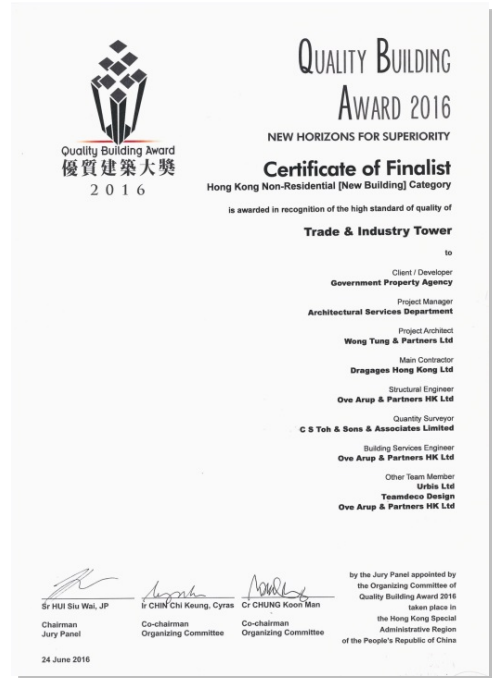 Quality Building Award
優質建築大獎
2016
QUALITY BUILDING
AWARD 2016
NEW HORIZONS FOR SUPERIORITY
Certificate of Finalist
Hong Kong Non-Residential [New Building] Category
is awarded in recognition of the high standard of quality of
Trade & Industry Tower
to
Client / Developer
Government Property Agency
Project Manager
Architectural Services Department
Project Architect
Wong Tung & Partners Ltd
Main Contractor
Dragages Hong Kong Ltd
Structural Engineer
Ove Arup & Partners HK Ltd
Quantity Surveyor
C S Toh & Sons & Associates Limited
Building Services Engineer
Ove Arup & Partners HK Ltd
Other Team Member
Urbis Ltd
Teamdeco Design
Ove Arup & Partners HK Ltd
Sr HUI Siu Wai, JP
Chairman
Jury Panel
Ir CHIN Chi Keung, Cyras
Co-chairman
Organizing Committee
Cr CHUNG Koon Man
Co-chairman
Organizing Committee
by the Jury Panel appointed by
the Organizing Committee of
Quality Building Award 2016
taken place in
the Hong Kong Special
Administrative Region
of the People's Republic of China
24 June 2016